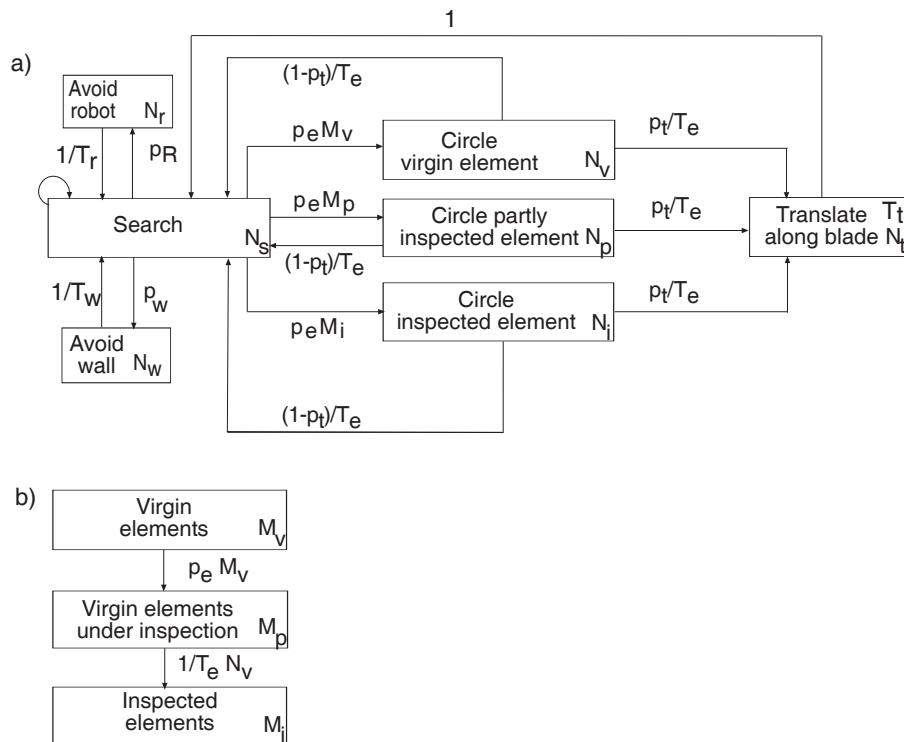 1
a)
(1-pt)/Te
Avoid
robot Nr
1/Tr
pR
peMv
Circle
virgin element Nv
pt/Te
Search
Ns
peMp
(1-pt)/Te
Circle partly
inspected element Np
pt/Te
Translate Tt
along blade Nt
1/Tw
pw
peMi
Circle
inspected element Ni
pt/Te
Avoid
wall Nw
(1-pt)/Te
b)
Virgin
elements Mv
pe Mv
Virgin elements
under inspection Mp
1/Te Nv
Inspected
elements Mi